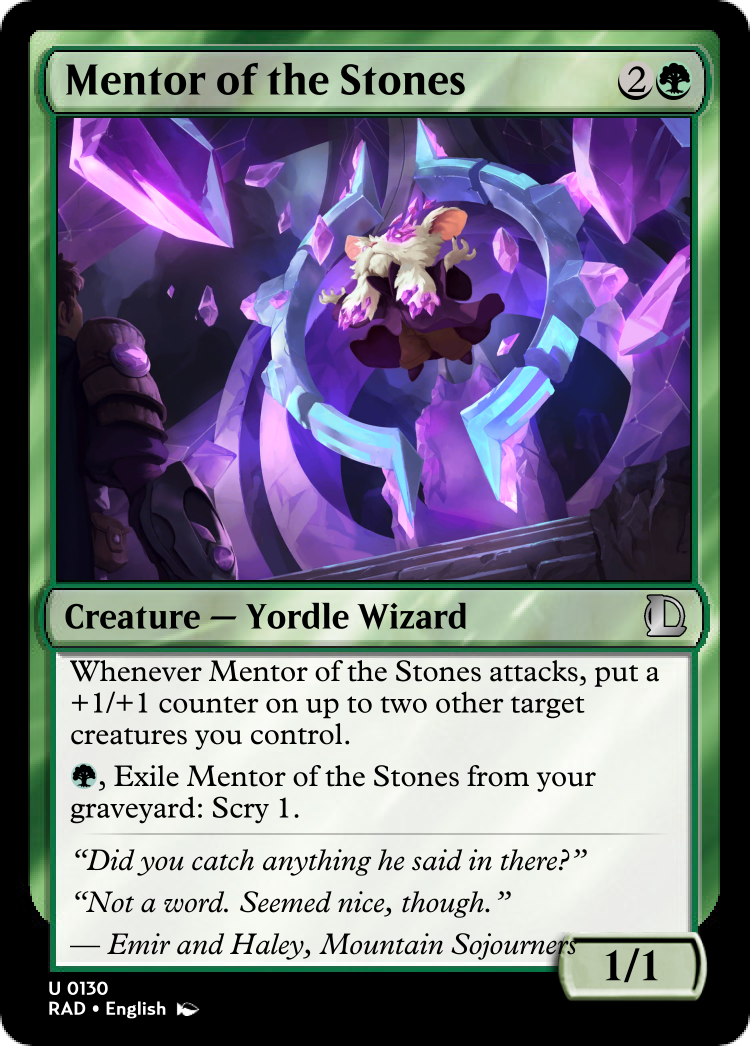 Mentor of the Stones 2
Creature — Yordle Wizard
Whenever Mentor of the Stones attacks, put a
+1/+1 counter on up to two other target
creatures you control.
, Exile Mentor of the Stones from your
graveyard: Scry 1.
“Did you catch anything he said in there?”
“Not a word. Seemed nice, though.”
— Emir and Haley, Mountain Sojourners
1/1
U 0130
RAD • English